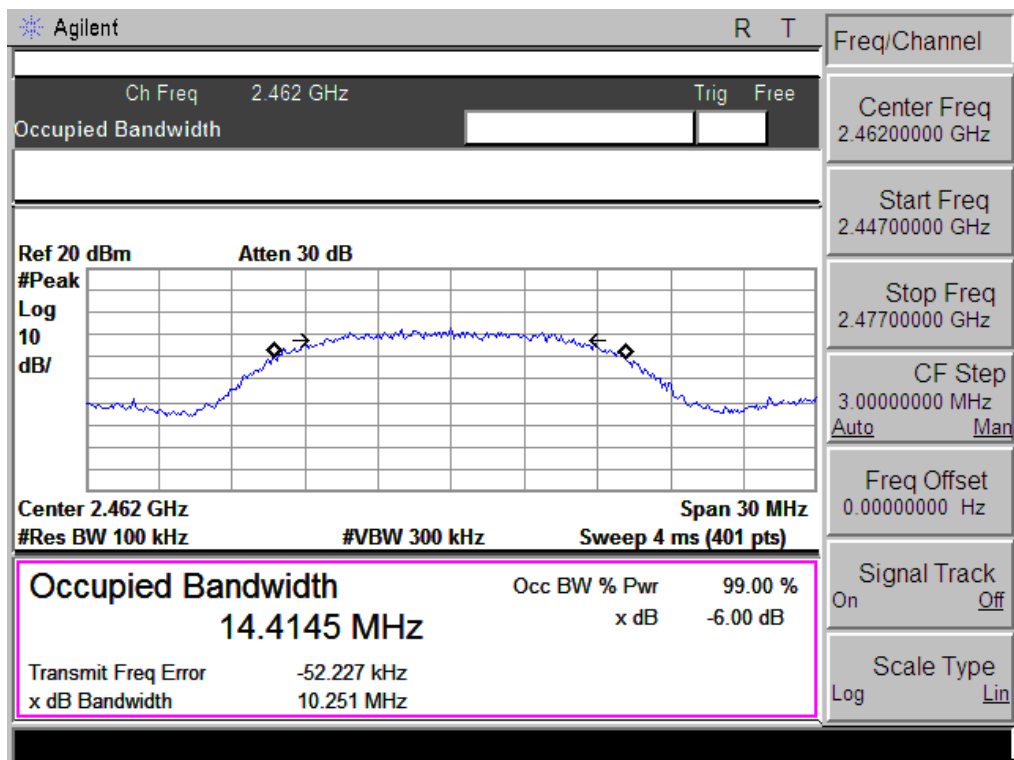 Agilent R T
Ch Freq 2.462 GHz Trig Free
Occupied Bandwidth
Ref 20 dBm Atten 30 dB
#Peak
Log
10
dB/
Center 2.462 GHz Span 30 MHz
#Res BW 100 kHz #VBW 300 kHz Sweep 4 ms (401 pts)
Occupied Bandwidth
14.4145 MHz
Occ BW % Pwr 99.00 %
x dB -6.00 dB
Transmit Freq Error -52.227 kHz
x dB Bandwidth 10.251 MHz
Freq/Channel
Center Freq
2.46200000 GHz
Start Freq
2.44700000 GHz
Stop Freq
2.47700000 GHz
CF Step
3.00000000 MHz
Auto Man
Freq Offset
0.00000000 Hz
Signal Track
On Off
Scale Type
Log Lin